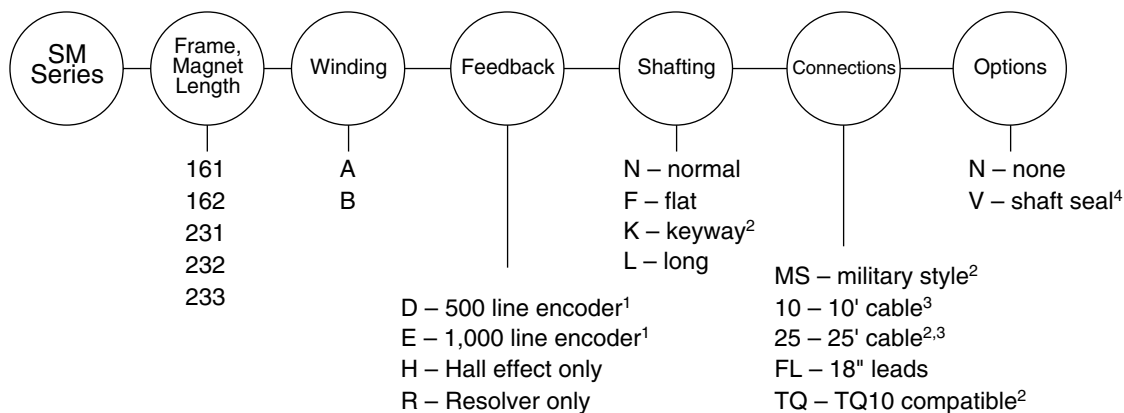 SM
Series
Frame,
Magnet
Length
Winding
Feedback
Shafting
Connections
Options
161
162
231
232
233
A
B
D – 500 line encoder¹
E – 1,000 line encoder¹
H – Hall effect only
R – Resolver only
N – normal
F – flat
K – keyway²
L – long
MS – military style²
10 – 10' cable³
25 – 25' cable²,³
FL – 18" leads
TQ – TQ10 compatible²
N – none
V – shaft seal⁴